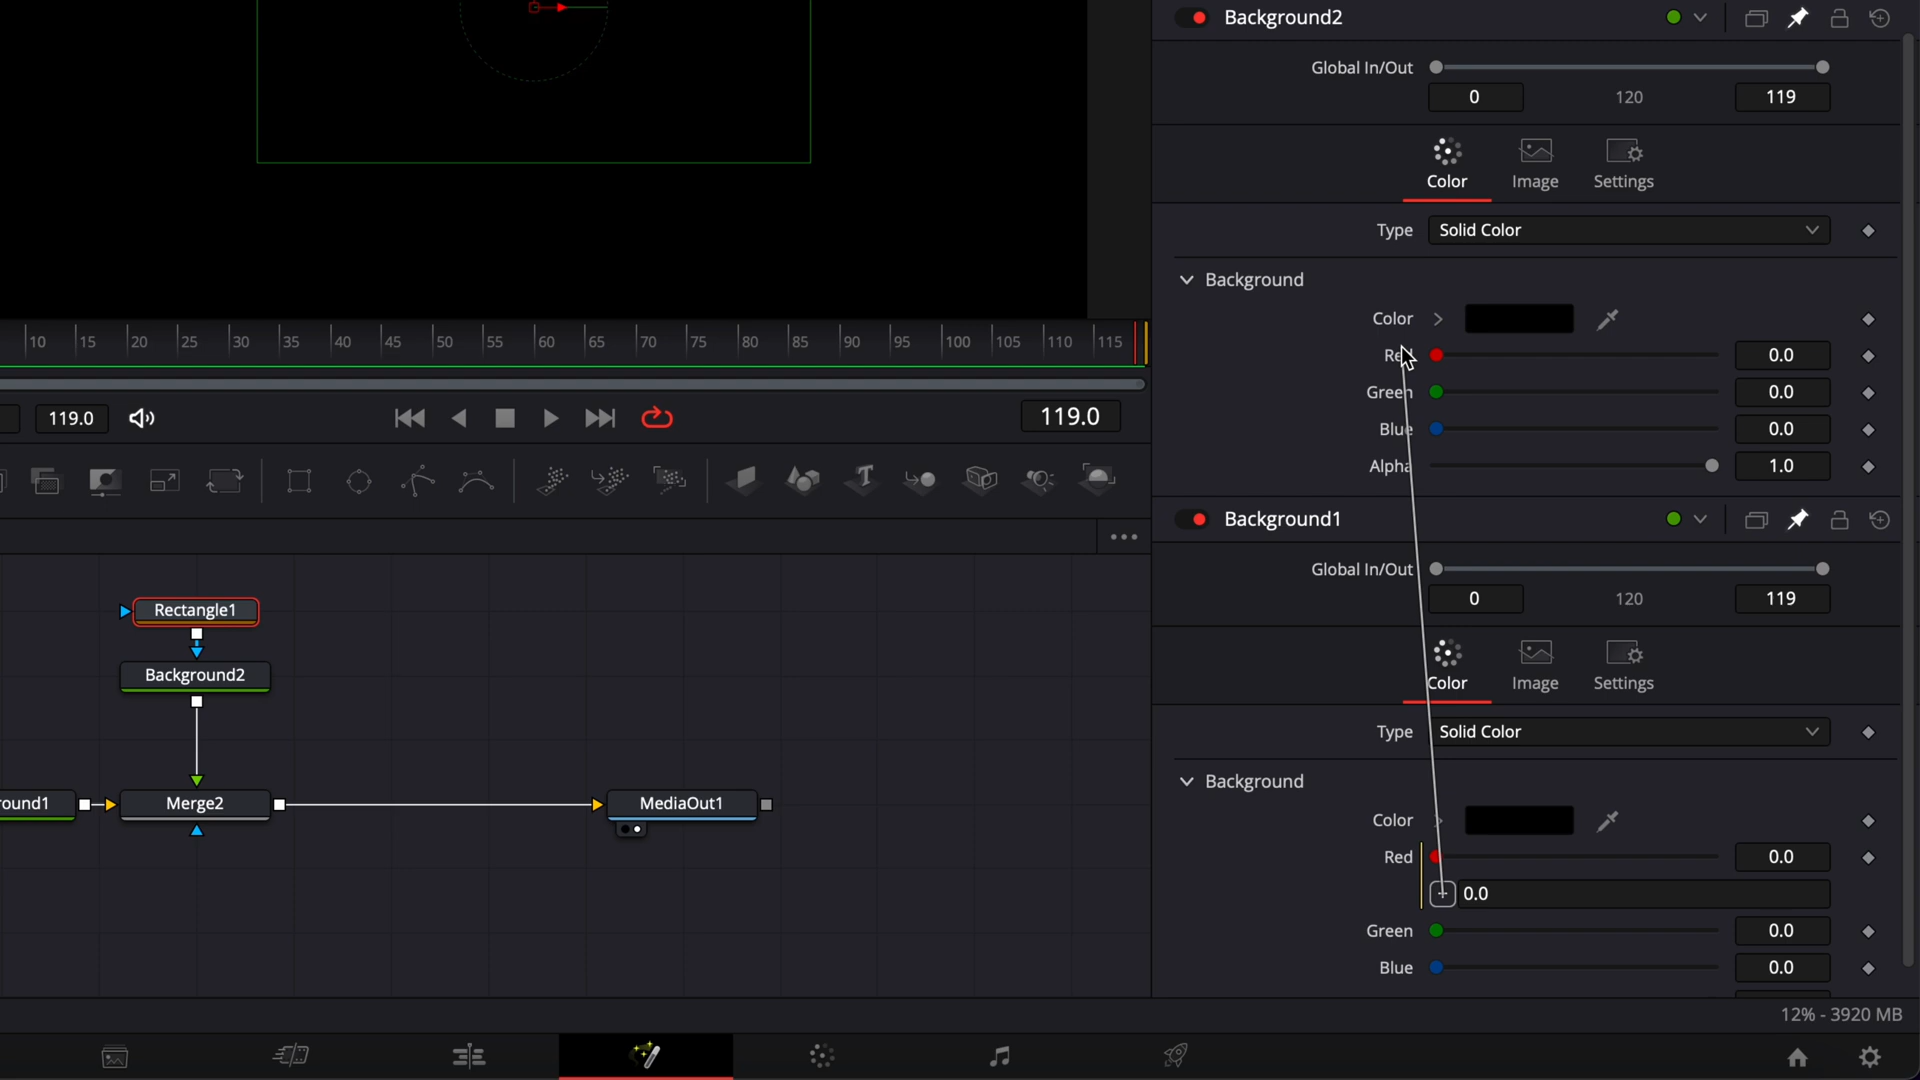 Background2
Global In/Out
0 120 119
Color Image Settings
Type Solid Color
Background
Color
Red 0.0
Green 0.0
Blue 0.0
Alpha 1.0
10 15 20 25 30 35 40 45 50 55 60 65 70 75 80 85 90 95 100 105 110 115
119.0
119.0
Rectangle1
Background2
round1
Merge2
MediaOut1
Background1
Global In/Out
0 120 119
Color Image Settings
Type Solid Color
Background
Color
Red 0.0
0.0
Green 0.0
Blue 0.0
12% - 3920 MB